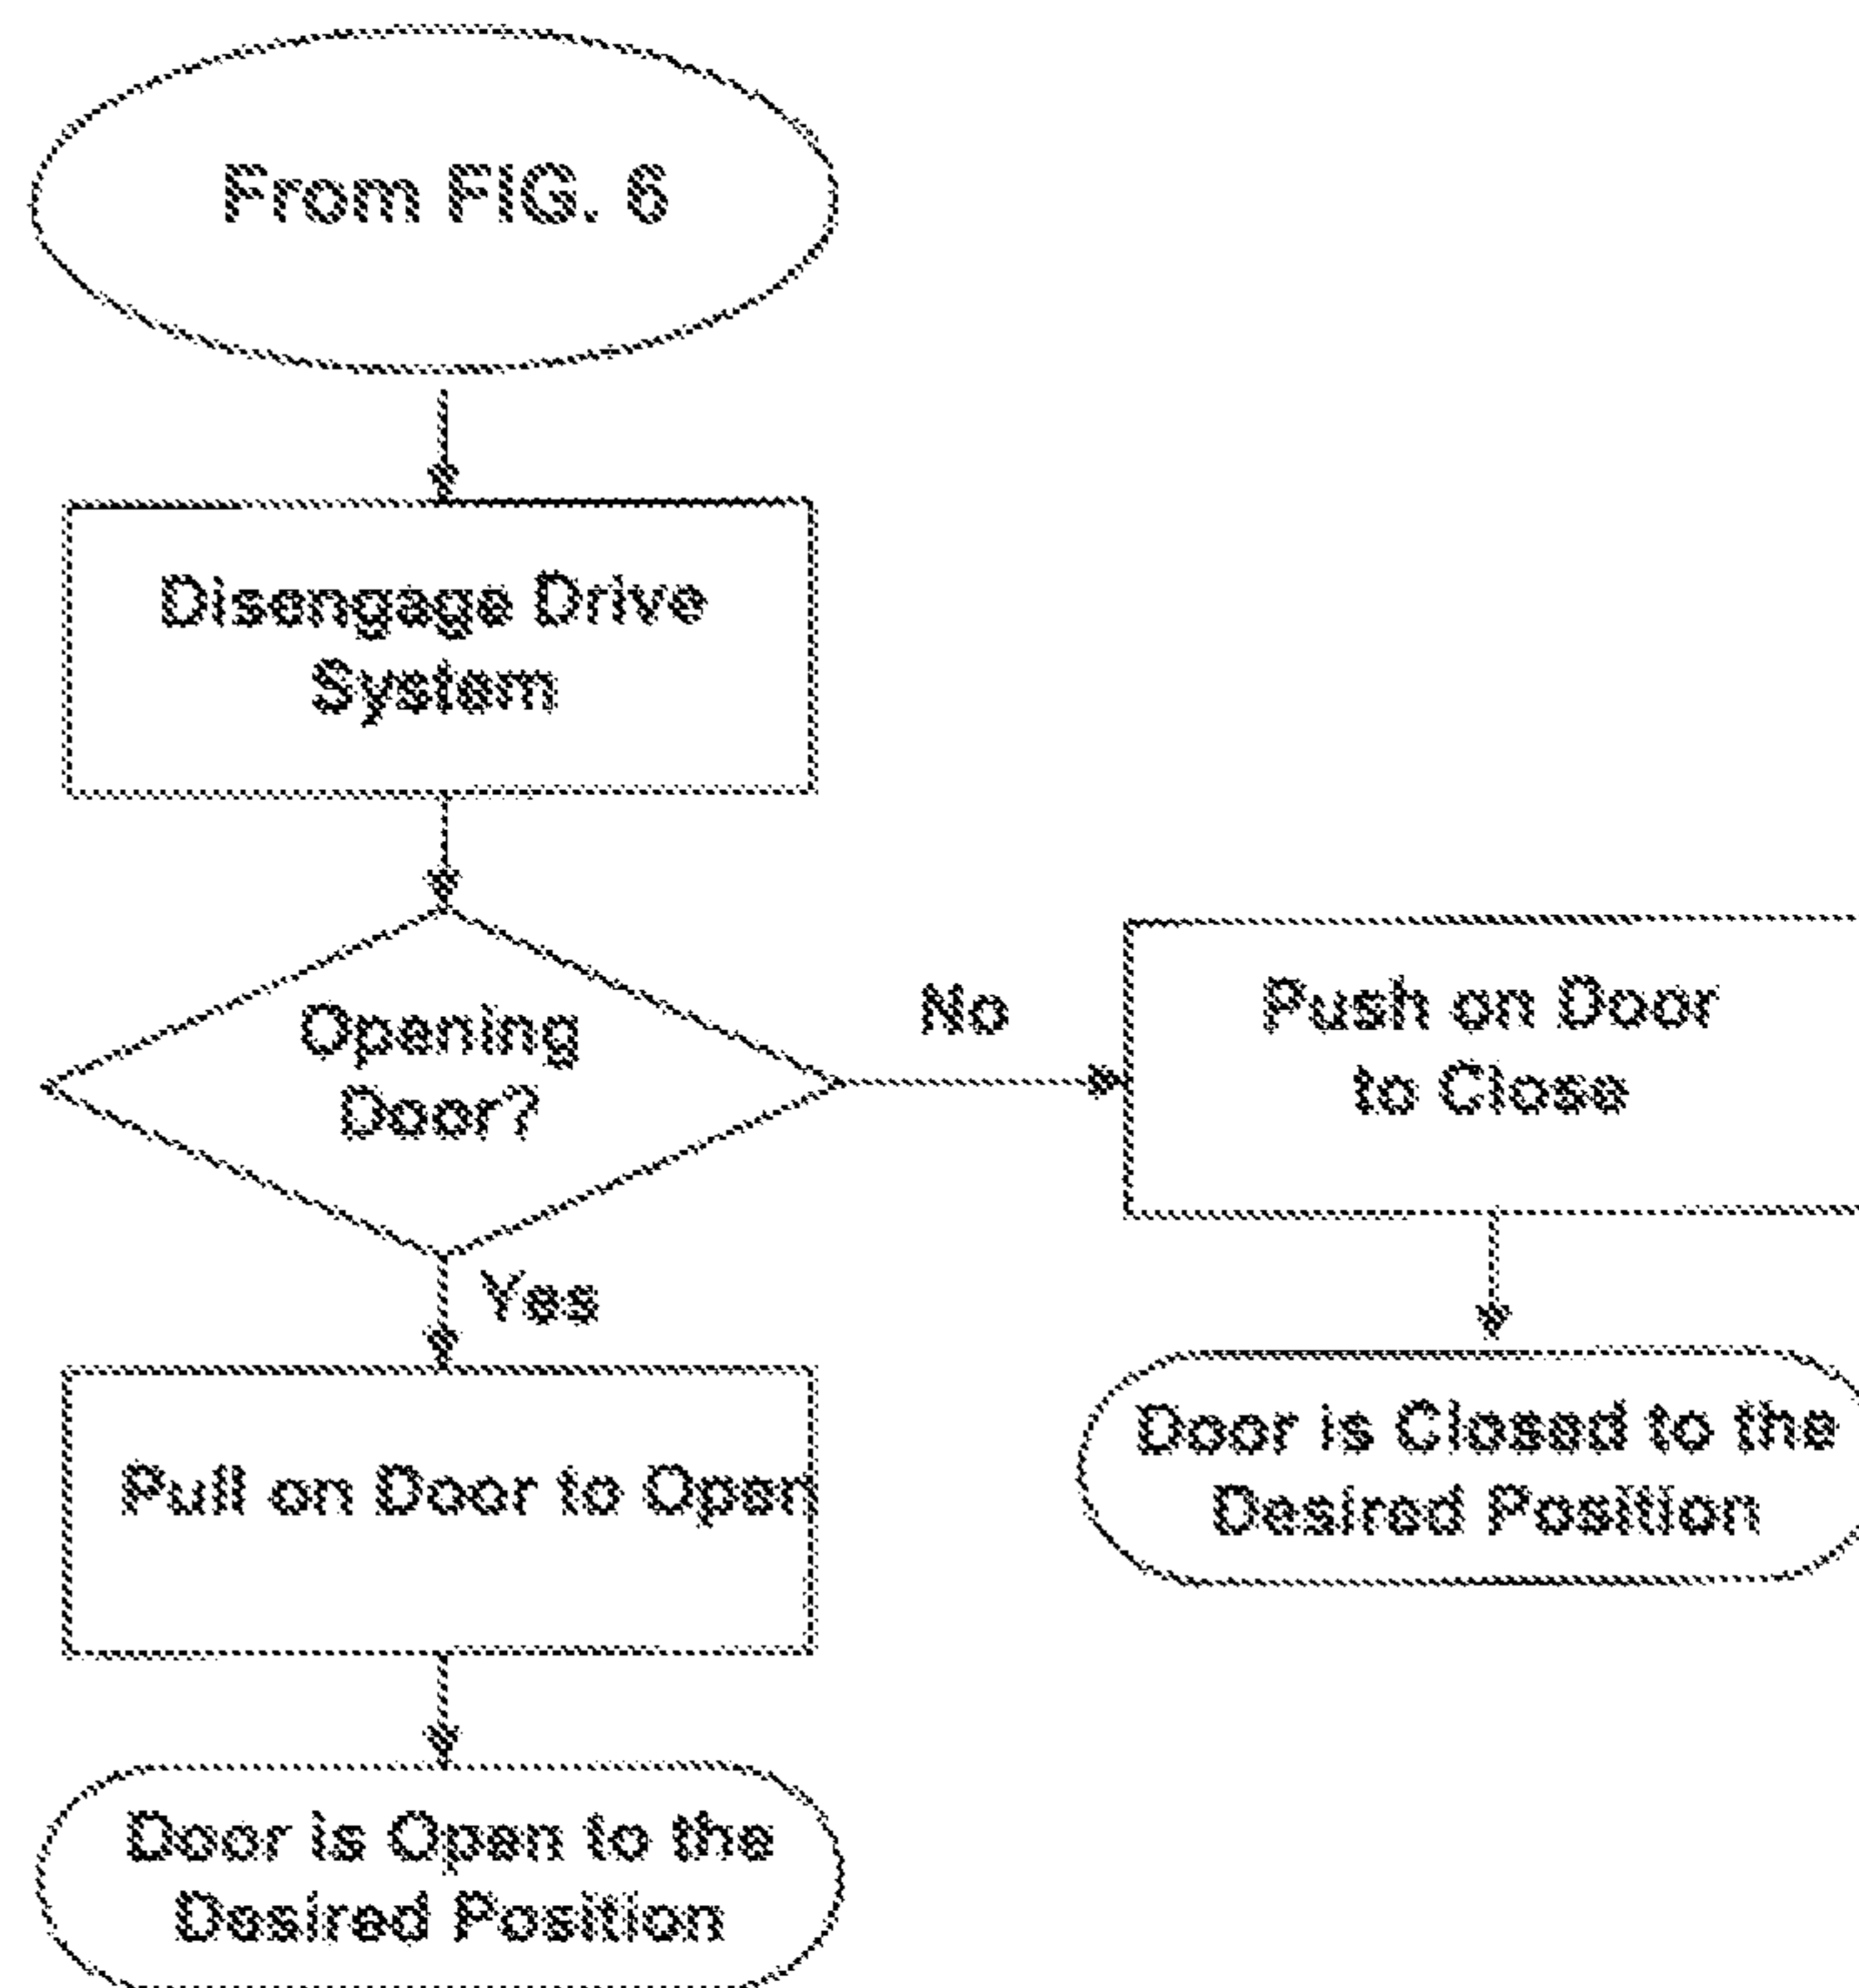 From FIG. 6
Disengage Drive
System
Opening
Door?
No
Push on Door
to Close
Yes
Pull on Door to Open
Door is Closed to the
Desired Position
Door is Open to the
Desired Position